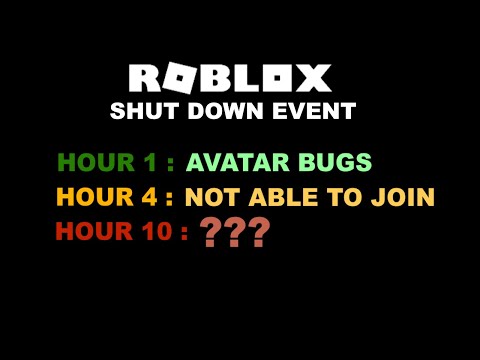 ROBLOX
SHUT DOWN EVENT
HOUR 1 : AVATAR BUGS
HOUR 4 : NOT ABLE TO JOIN
HOUR 10 : ???